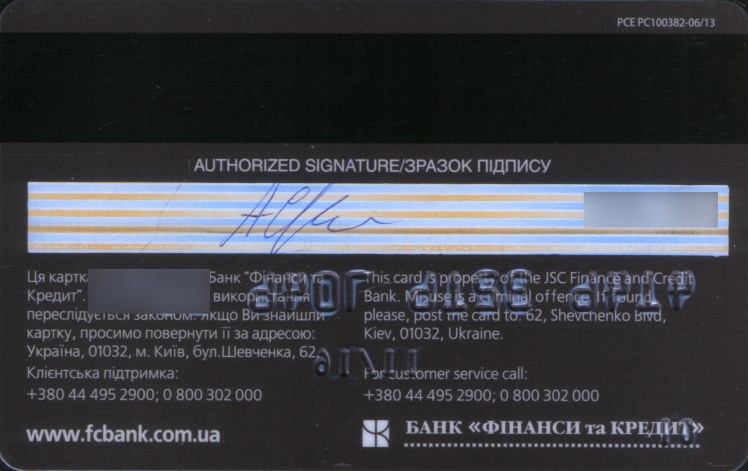 PCE PC100382-06/13
AUTHORIZED SIGNATURE/ЗРАЗОК ПІДПИСУ
Ця картка Банк "Фінанси та
Кредит". використання
переслідується законом. Якщо Ви знайшли
картку, просимо повернути її за адресою:
Україна, 01032, м. Київ, бул.Шевченка, 62
Клієнтська підтримка:
+380 44 495 2900; 0 800 302 000
www.fcbank.com.ua
This card is property of the JSC Finance and Credit
Bank. Misuse is a criminal offence. If found,
please, post the card to: 62, Shevchenko Blvd,
Kiev, 01032, Ukraine.
For customer service call:
+380 44 495 2900; 0 800 302 000
БАНК «ФІНАНСИ та КРЕДИТ»